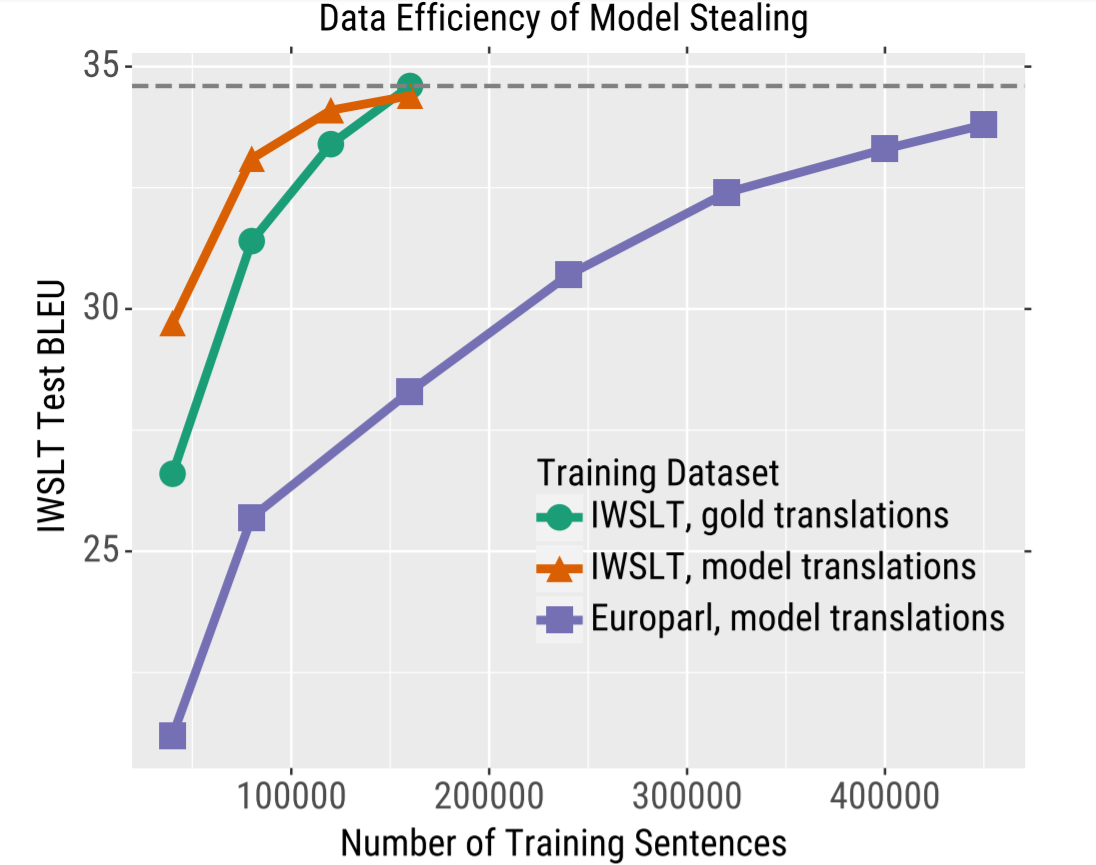 Data Efficiency of Model Stealing
35
30
25
IWSLT Test BLEU
Training Dataset
IWSLT, gold translations
IWSLT, model translations
Europarl, model translations
100000 200000 300000 400000
Number of Training Sentences